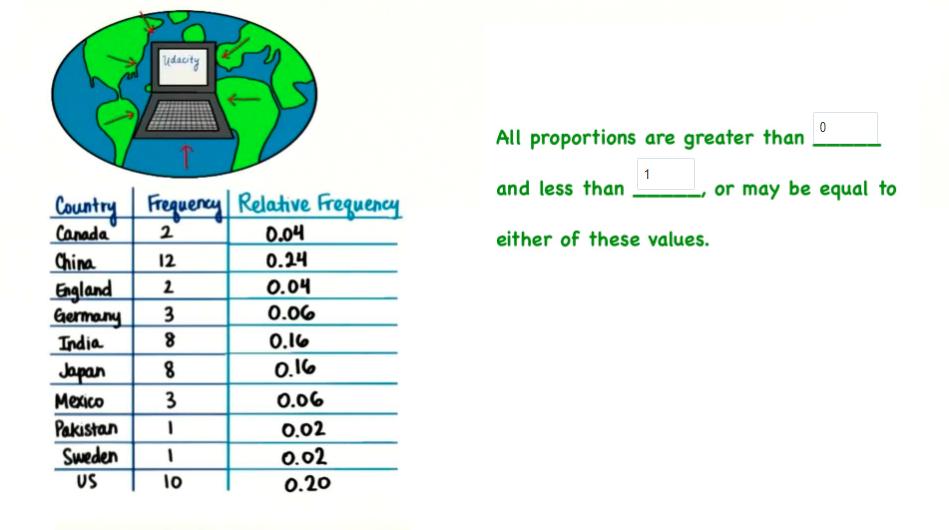 Udacity
Country Frequency Relative Frequency
Canada 2 0.04
China 12 0.24
England 2 0.04
Germany 3 0.06
India 8 0.16
Japan 8 0.16
Mexico 3 0.06
Pakistan 1 0.02
Sweden 1 0.02
US 10 0.20
All proportions are greater than 0
and less than 1, or may be equal to
either of these values.